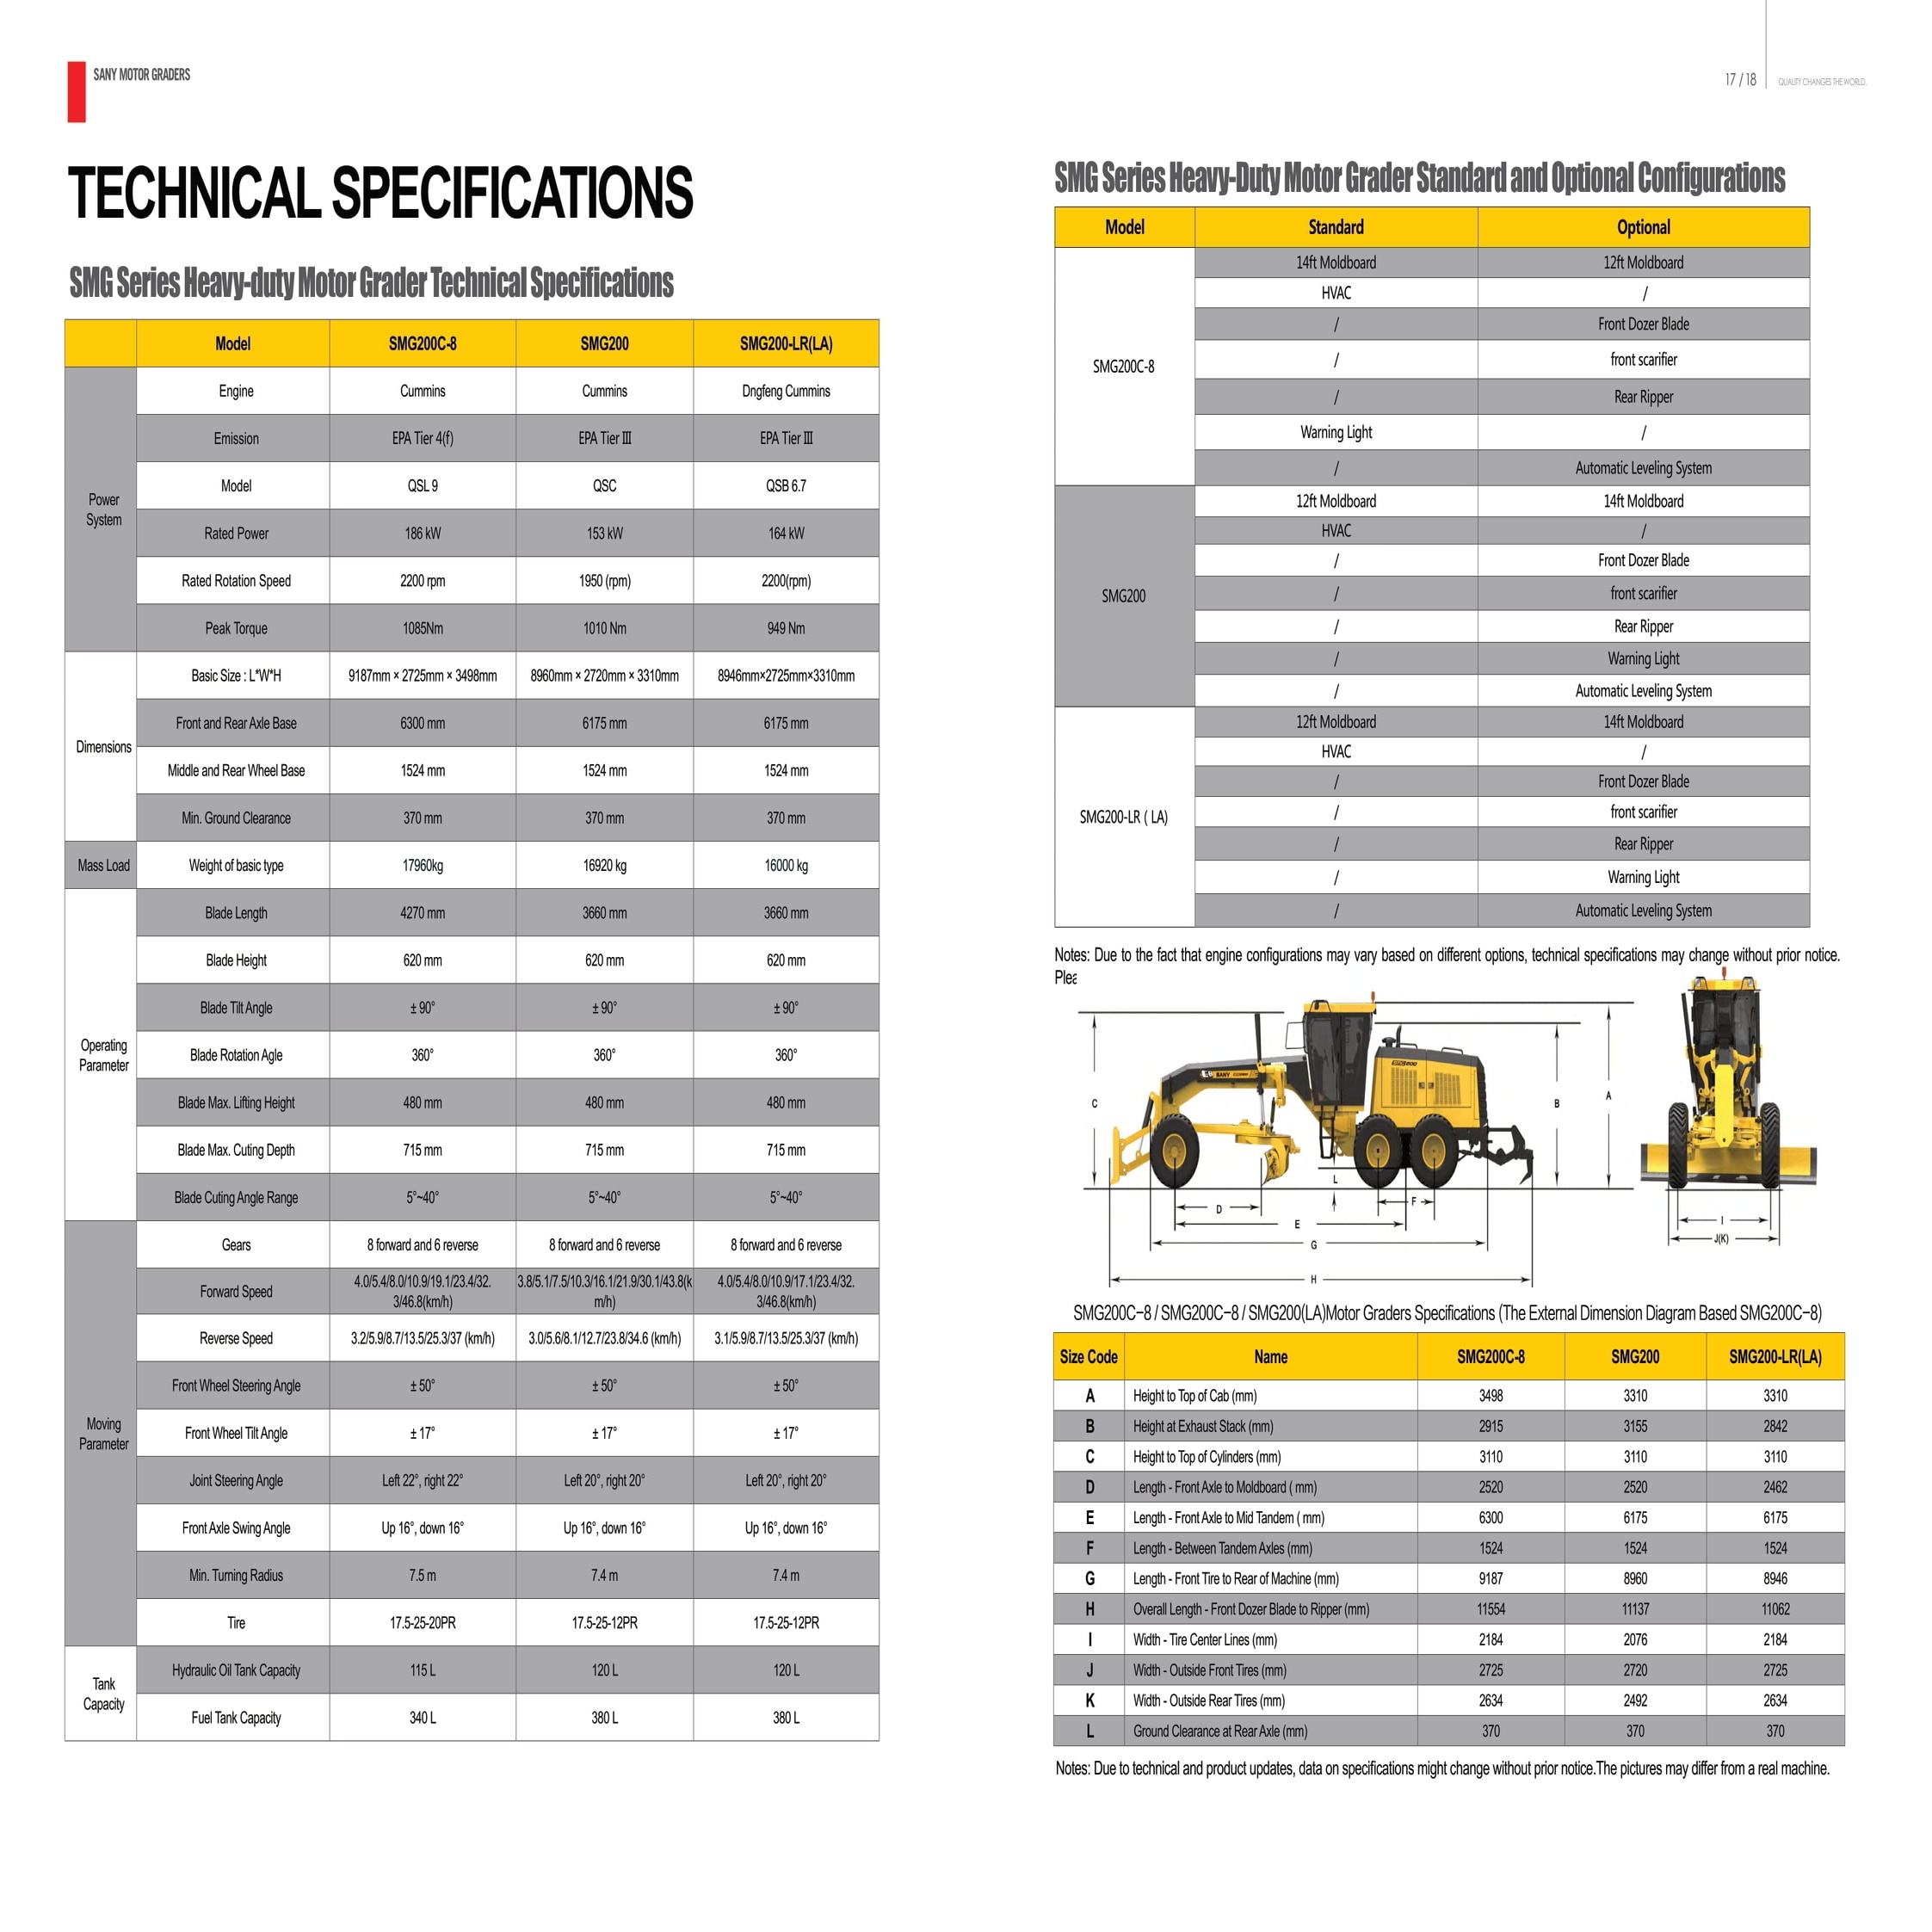 SANY MOTOR GRADERS
17 / 18
QUALITY CHANGES THE WORLD.
TECHNICAL SPECIFICATIONS
SMG Series Heavy-duty Motor Grader Technical Specifications
Model SMG200C-8 SMG200 SMG200-LR(LA)
Power System
Engine Cummins Cummins Dngfeng Cummins
Emission EPA Tier 4(f) EPA Tier Ⅲ EPA Tier Ⅲ
Model QSL 9 QSC QSB 6.7
Rated Power 186 kW 153 kW 164 kW
Rated Rotation Speed 2200 rpm 1950 (rpm) 2200(rpm)
Peak Torque 1085Nm 1010 Nm 949 Nm
Dimensions
Basic Size : L*W*H 9187mm × 2725mm × 3498mm 8960mm × 2720mm × 3310mm 8946mm×2725mm×3310mm
Front and Rear Axle Base 6300 mm 6175 mm 6175 mm
Middle and Rear Wheel Base 1524 mm 1524 mm 1524 mm
Min. Ground Clearance 370 mm 370 mm 370 mm
Mass Load
Weight of basic type 17960kg 16920 kg 16000 kg
Operating Parameter
Blade Length 4270 mm 3660 mm 3660 mm
Blade Height 620 mm 620 mm 620 mm
Blade Tilt Angle ± 90° ± 90° ± 90°
Blade Rotation Agle 360° 360° 360°
Blade Max. Lifting Height 480 mm 480 mm 480 mm
Blade Max. Cuting Depth 715 mm 715 mm 715 mm
Blade Cuting Angle Range 5°~40° 5°~40° 5°~40°
Moving Parameter
Gears 8 forward and 6 reverse 8 forward and 6 reverse 8 forward and 6 reverse
Forward Speed 4.0/5.4/8.0/10.9/19.1/23.4/32.3/46.8(km/h) 3.8/5.1/7.5/10.3/16.1/21.9/30.1/43.8(km/h) 4.0/5.4/8.0/10.9/17.1/23.4/32.3/46.8(km/h)
Reverse Speed 3.2/5.9/8.7/13.5/25.3/37 (km/h) 3.0/5.6/8.1/12.7/23.8/34.6 (km/h) 3.1/5.9/8.7/13.5/25.3/37 (km/h)
Front Wheel Steering Angle ± 50° ± 50° ± 50°
Front Wheel Tilt Angle ± 17° ± 17° ± 17°
Joint Steering Angle Left 22°, right 22° Left 20°, right 20° Left 20°, right 20°
Front Axle Swing Angle Up 16°, down 16° Up 16°, down 16° Up 16°, down 16°
Min. Turning Radius 7.5 m 7.4 m 7.4 m
Tire 17.5-25-20PR 17.5-25-12PR 17.5-25-12PR
Tank Capacity
Hydraulic Oil Tank Capacity 115 L 120 L 120 L
Fuel Tank Capacity 340 L 380 L 380 L
SMG Series Heavy-Duty Motor Grader Standard and Optional Configurations
Model Standard Optional
SMG200C-8
14ft Moldboard 12ft Moldboard
HVAC /
/ Front Dozer Blade
/ front scarifier
/ Rear Ripper
Warning Light /
/ Automatic Leveling System
SMG200
12ft Moldboard 14ft Moldboard
HVAC /
/ Front Dozer Blade
/ front scarifier
/ Rear Ripper
/ Warning Light
/ Automatic Leveling System
SMG200-LR ( LA)
12ft Moldboard 14ft Moldboard
HVAC /
/ Front Dozer Blade
/ front scarifier
/ Rear Ripper
/ Warning Light
/ Automatic Leveling System
Notes: Due to the fact that engine configurations may vary based on different options, technical specifications may change without prior notice.
C
SANY
B
A
L
D
F
E
G
H
I
J(K)
SMG200C-8 / SMG200C-8 / SMG200(LA)Motor Graders Specifications (The External Dimension Diagram Based SMG200C-8)
Size Code Name SMG200C-8 SMG200 SMG200-LR(LA)
A Height to Top of Cab (mm) 3498 3310 3310
B Height at Exhaust Stack (mm) 2915 3155 2842
C Height to Top of Cylinders (mm) 3110 3110 3110
D Length - Front Axle to Moldboard ( mm) 2520 2520 2462
E Length - Front Axle to Mid Tandem ( mm) 6300 6175 6175
F Length - Between Tandem Axles (mm) 1524 1524 1524
G Length - Front Tire to Rear of Machine (mm) 9187 8960 8946
H Overall Length - Front Dozer Blade to Ripper (mm) 11554 11137 11062
I Width - Tire Center Lines (mm) 2184 2076 2184
J Width - Outside Front Tires (mm) 2725 2720 2725
K Width - Outside Rear Tires (mm) 2634 2492 2634
L Ground Clearance at Rear Axle (mm) 370 370 370
Notes: Due to technical and product updates, data on specifications might change without prior notice.The pictures may differ from a real machine.